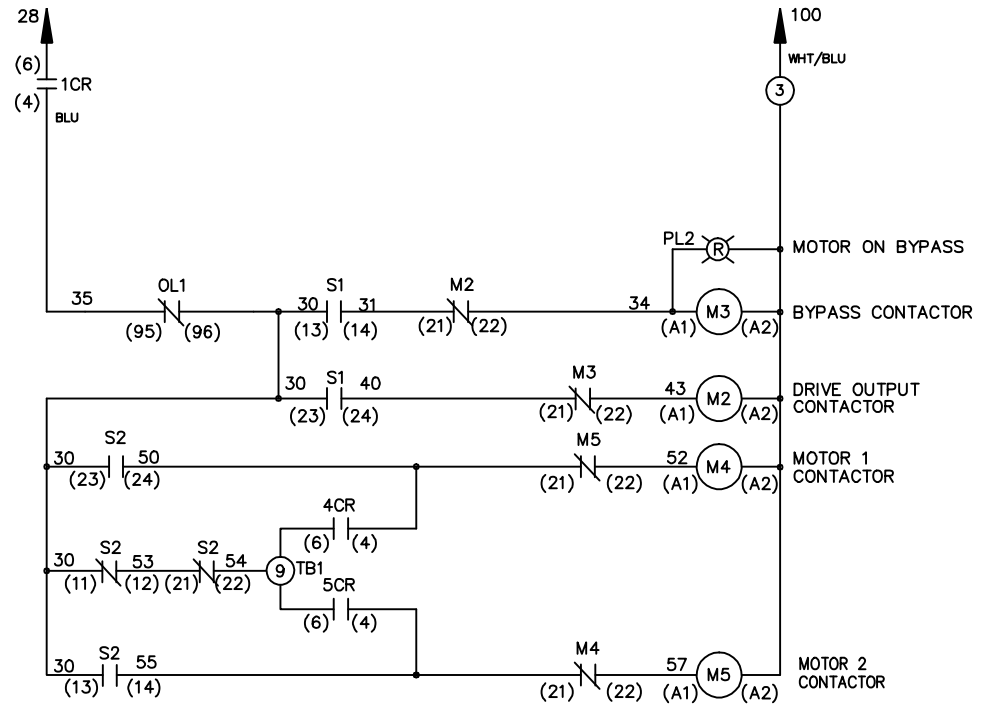 28
100
(6)
1CR
(4)
BLU
WHT/BLU
3
PL2
R
MOTOR ON BYPASS
35
OL1
(95)
(96)
30
S1
31
(13)
(14)
M2
(21)
(22)
34
M3
(A1)
(A2)
BYPASS CONTACTOR
30
S1
40
(23)
(24)
M3
(21)
(22)
43
M2
(A1)
(A2)
DRIVE OUTPUT
CONTACTOR
30
S2
50
(23)
(24)
M5
(21)
(22)
52
M4
(A1)
(A2)
MOTOR 1
CONTACTOR
4CR
(6)
(4)
30
S2
53
S2
54
(11)
(12)
(21)
(22)
9
TB1
5CR
(6)
(4)
30
S2
55
(13)
(14)
M4
(21)
(22)
57
M5
(A1)
(A2)
MOTOR 2
CONTACTOR